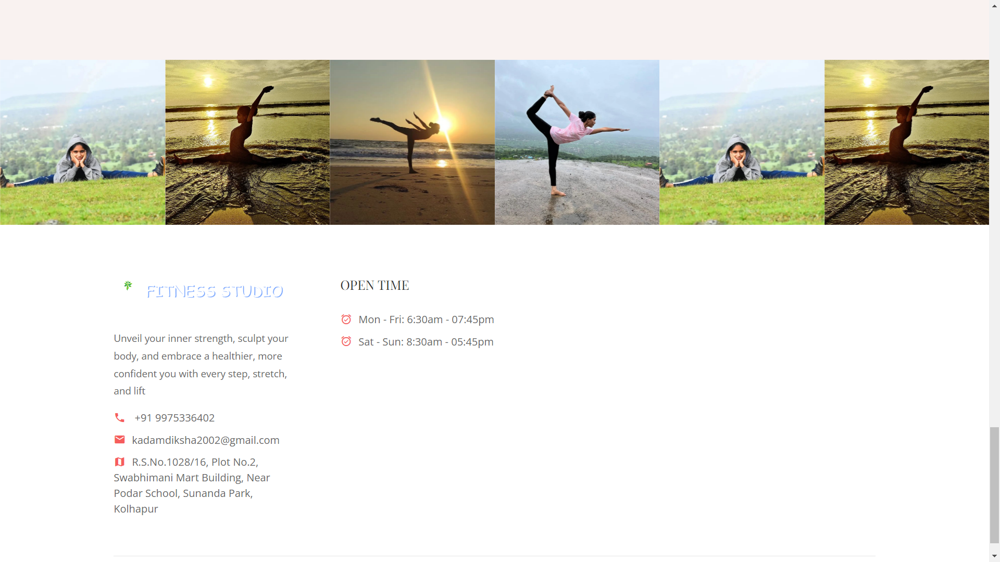 FITNESS STUDIO
Unveil your inner strength, sculpt your
body, and embrace a healthier, more
confident you with every step, stretch,
and lift
+91 9975336402
kadamdiksha2002@gmail.com
R.S.No.1028/16, Plot No.2,
Swabhimani Mart Building, Near
Podar School, Sunanda Park,
Kolhapur
OPEN TIME
Mon - Fri: 6:30am - 07:45pm
Sat - Sun: 8:30am - 05:45pm